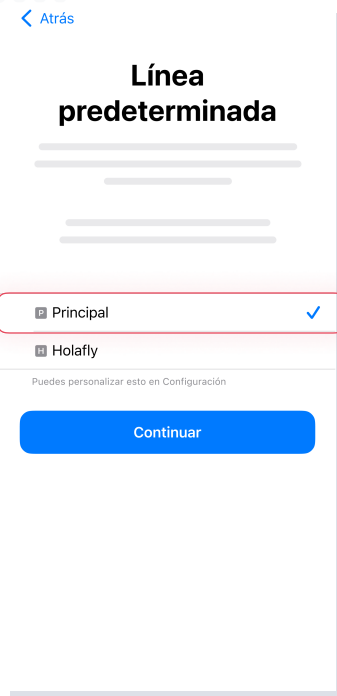 Atrás
Línea
predeterminada
P Principal
H Holafly
Puedes personalizar esto en Configuración
Continuar